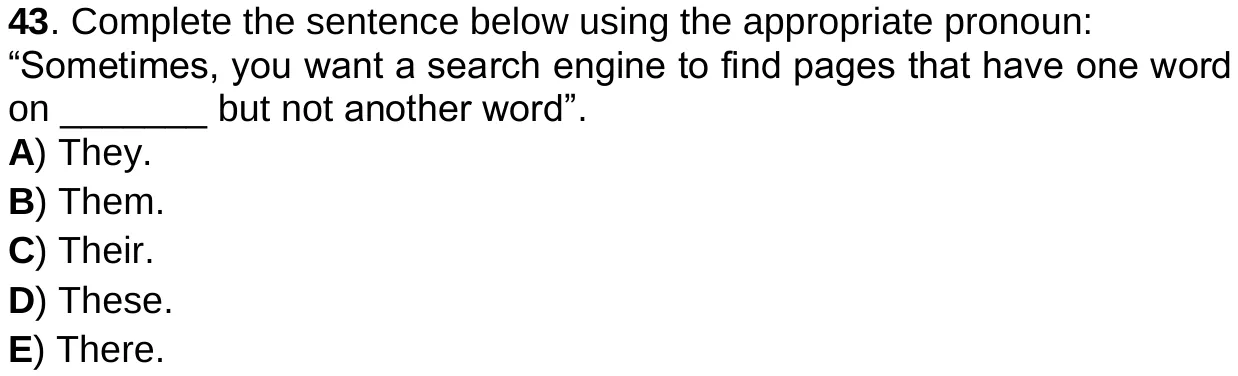 43. Complete the sentence below using the appropriate pronoun:
“Sometimes, you want a search engine to find pages that have one word
on _______ but not another word”.
A) They.
B) Them.
C) Their.
D) These.
E) There.